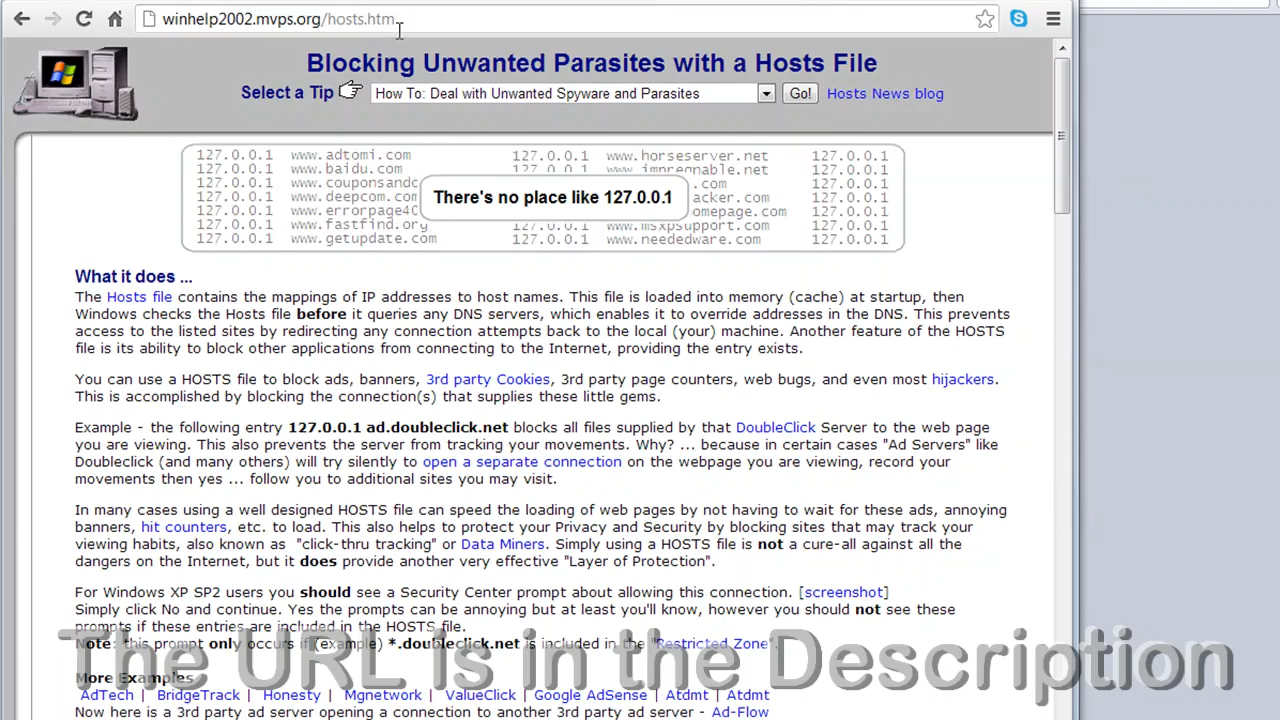 winhelp2002.mvps.org/hosts.htm
Blocking Unwanted Parasites with a Hosts File
Select a Tip How To: Deal with Unwanted Spyware and Parasites Go! Hosts News blog
127.0.0.1 www.adtomi.com 127.0.0.1 www.horseserver.net 127.0.0.1
127.0.0.1 www.baidu.com 127.0.0.1 www.impregnable.net 127.0.0.1
127.0.0.1 .com 127.0.0.1
127.0.0.1 www.deepcom.com 127.0.0.1
There's no place like 127.0.0.1
127.0.0.1 127.0.0.1
127.0.0.1 www.fastfind.org 127.0.0.1 www.msxpsupport.com 127.0.0.1
127.0.0.1 www.getupdate.com 127.0.0.1 www.neededware.com 127.0.0.1
What it does ...
The Hosts file contains the mappings of IP addresses to host names. This file is loaded into memory (cache) at startup, then
Windows checks the Hosts file before it queries any DNS servers, which enables it to override addresses in the DNS. This prevents
access to the listed sites by redirecting any connection attempts back to the local (your) machine. Another feature of the HOSTS
file is its ability to block other applications from connecting to the Internet, providing the entry exists.
You can use a HOSTS file to block ads, banners, 3rd party Cookies, 3rd party page counters, web bugs, and even most hijackers.
This is accomplished by blocking the connection(s) that supplies these little gems.
Example - the following entry 127.0.0.1 ad.doubleclick.net blocks all files supplied by that DoubleClick Server to the web page
you are viewing. This also prevents the server from tracking your movements. Why? ... because in certain cases "Ad Servers" like
Doubleclick (and many others) will try silently to open a separate connection on the webpage you are viewing, record your
movements then yes ... follow you to additional sites you may visit.
In many cases using a well designed HOSTS file can speed the loading of web pages by not having to wait for these ads, annoying
banners, hit counters, etc. to load. This also helps to protect your Privacy and Security by blocking sites that may track your
viewing habits, also known as "click-thru tracking" or Data Miners. Simply using a HOSTS file is not a cure-all against all the
dangers on the Internet, but it does provide another very effective "Layer of Protection".
For Windows XP SP2 users you should see a Security Center prompt about allowing this connection. [screenshot]
Simply click No and continue. Yes the prompts can be annoying but at least you'll know, however you should not see these
prompts if these entries are included in the HOSTS file.
Note: this prompt only occurs if (example) *.doubleclick.net is included in the "Restricted Zone".
The URL is in the Description
More Examples
AdTech | BridgeTrack | Honesty | Mgnetwork | ValueClick | Google AdSense | Atdmt | Atdmt
Now here is a 3rd party ad server opening a connection to another 3rd party ad server - Ad-Flow